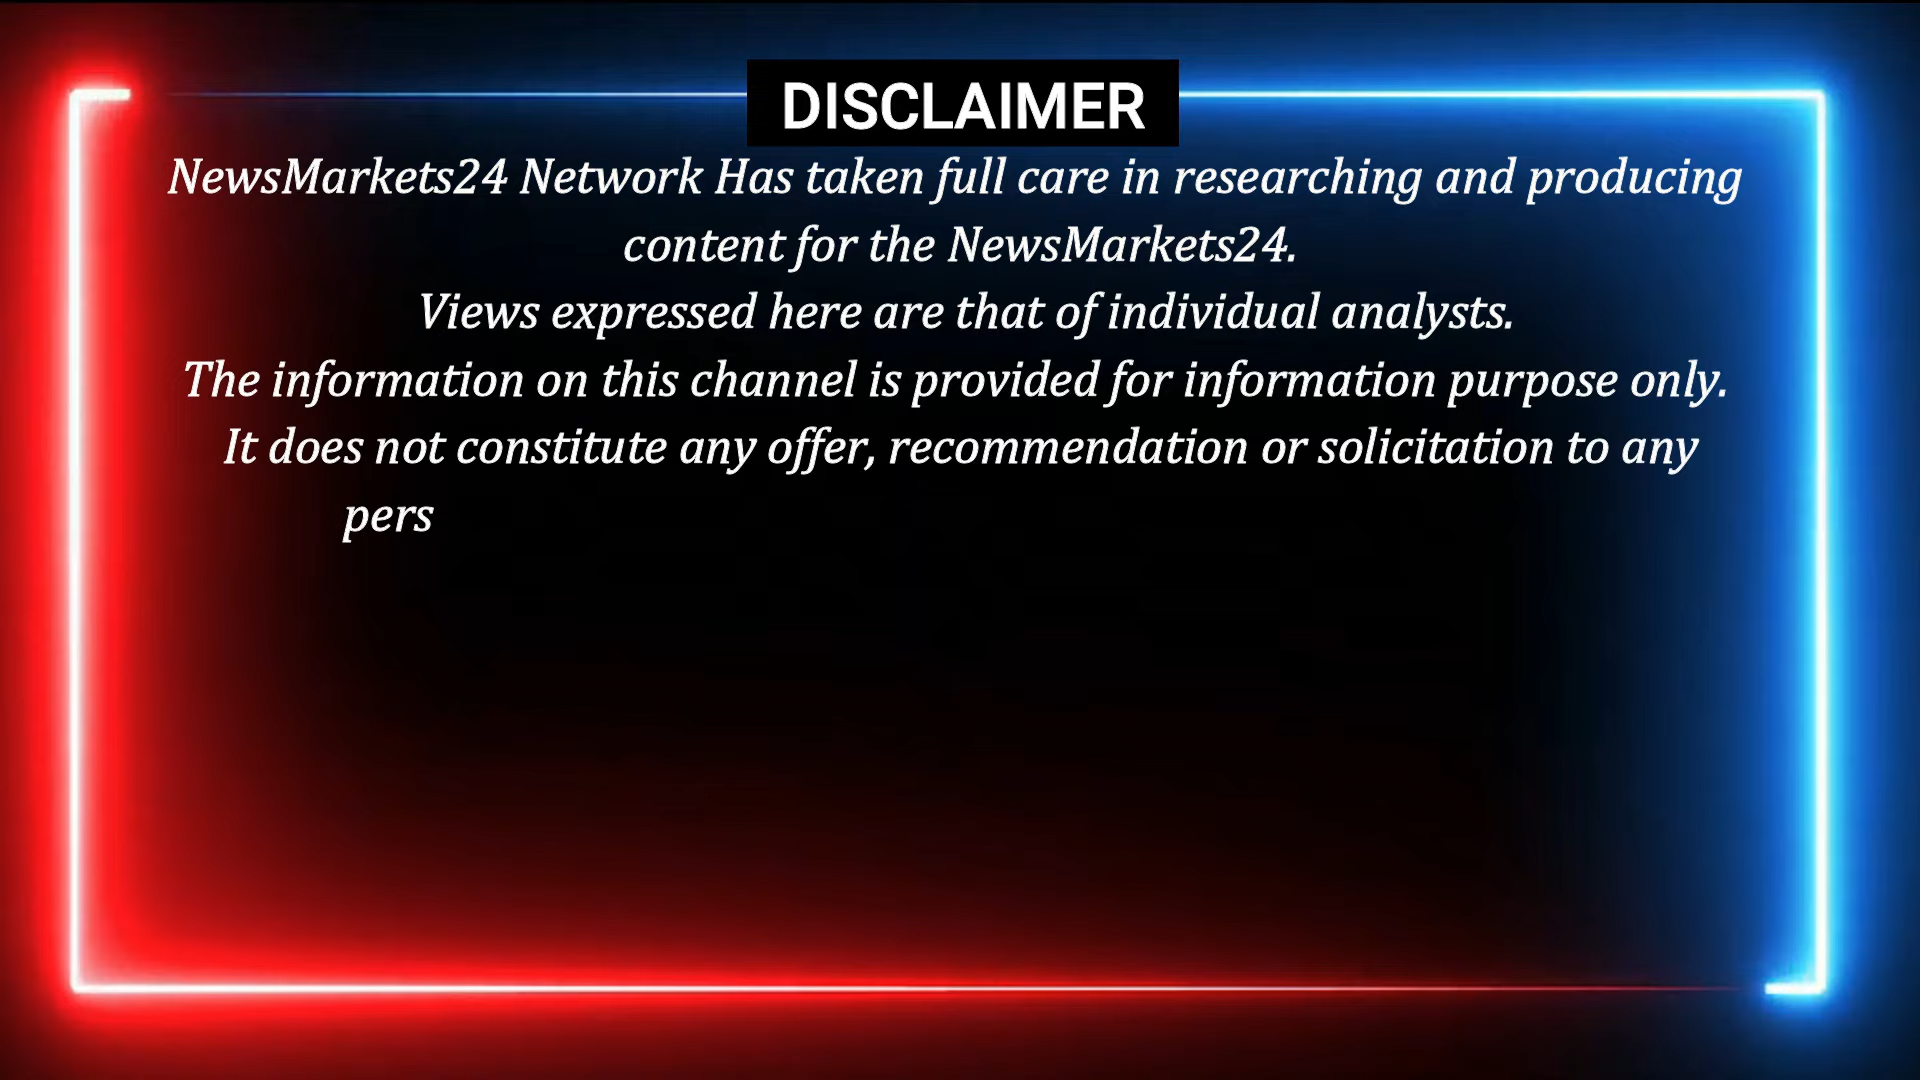 DISCLAIMER
NewsMarkets24 Network Has taken full care in researching and producing
content for the NewsMarkets24.
Views expressed here are that of individual analysts.
The information on this channel is provided for information purpose only.
It does not constitute any offer, recommendation or solicitation to any
pers